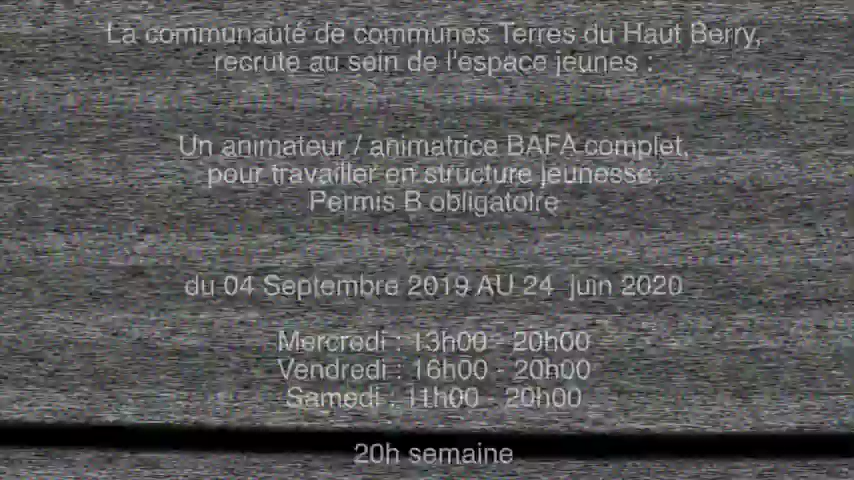 La communauté de communes Terres du Haut Berry,
recrute au sein de l'espace jeunes :
Un animateur / animatrice BAFA complet,
pour travailler en structure jeunesse.
Permis B obligatoire
du 04 Septembre 2019 AU 24 juin 2020
Mercredi : 13h00 - 20h00
Vendredi : 16h00 - 20h00
Samedi : 11h00 - 20h00
20h semaine